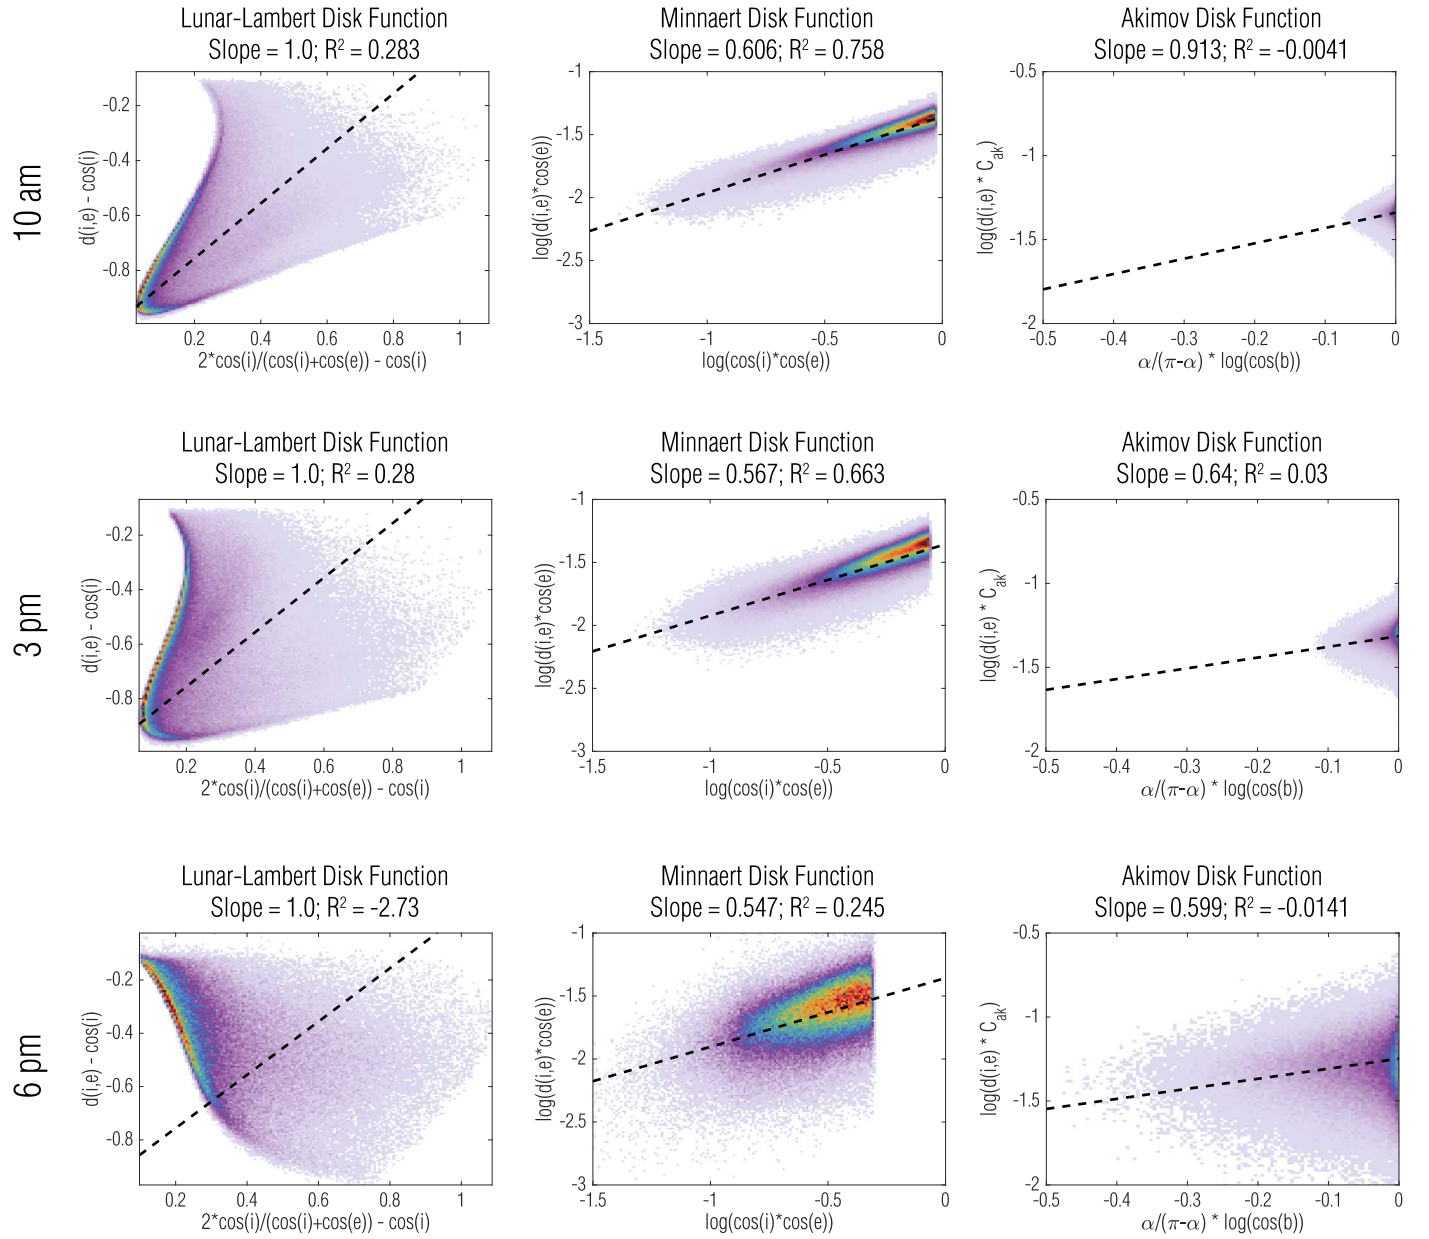 Lunar-Lambert Disk Function
Slope = 1.0; R² = 0.283
Minnaert Disk Function
Slope = 0.606; R² = 0.758
Akimov Disk Function
Slope = 0.913; R² = -0.0041
10 am
d(i,e) - cos(i)
-0.2
-0.4
-0.6
-0.8
0.2 0.4 0.6 0.8 1
2*cos(i)/(cos(i)+cos(e)) - cos(i)
log(d(i,e)*cos(e))
-1
-1.5
-2
-2.5
-3
-1.5 -1 -0.5 0
log(cos(i)*cos(e))
log(d(i,e) * Cak)
-0.5
-1
-1.5
-2
-0.5 -0.4 -0.3 -0.2 -0.1 0
α/(π-α) * log(cos(b))
Lunar-Lambert Disk Function
Slope = 1.0; R² = 0.28
Minnaert Disk Function
Slope = 0.567; R² = 0.663
Akimov Disk Function
Slope = 0.64; R² = 0.03
3 pm
d(i,e) - cos(i)
-0.2
-0.4
-0.6
-0.8
0.2 0.4 0.6 0.8 1
2*cos(i)/(cos(i)+cos(e)) - cos(i)
log(d(i,e)*cos(e))
-1
-1.5
-2
-2.5
-3
-1.5 -1 -0.5 0
log(cos(i)*cos(e))
log(d(i,e) * Cak)
-0.5
-1
-1.5
-2
-0.5 -0.4 -0.3 -0.2 -0.1 0
α/(π-α) * log(cos(b))
Lunar-Lambert Disk Function
Slope = 1.0; R² = -2.73
Minnaert Disk Function
Slope = 0.547; R² = 0.245
Akimov Disk Function
Slope = 0.599; R² = -0.0141
6 pm
d(i,e) - cos(i)
-0.2
-0.4
-0.6
-0.8
0.2 0.4 0.6 0.8 1
2*cos(i)/(cos(i)+cos(e)) - cos(i)
log(d(i,e)*cos(e))
-1
-1.5
-2
-2.5
-3
-1.5 -1 -0.5 0
log(cos(i)*cos(e))
log(d(i,e) * Cak)
-0.5
-1
-1.5
-2
-0.5 -0.4 -0.3 -0.2 -0.1 0
α/(π-α) * log(cos(b))